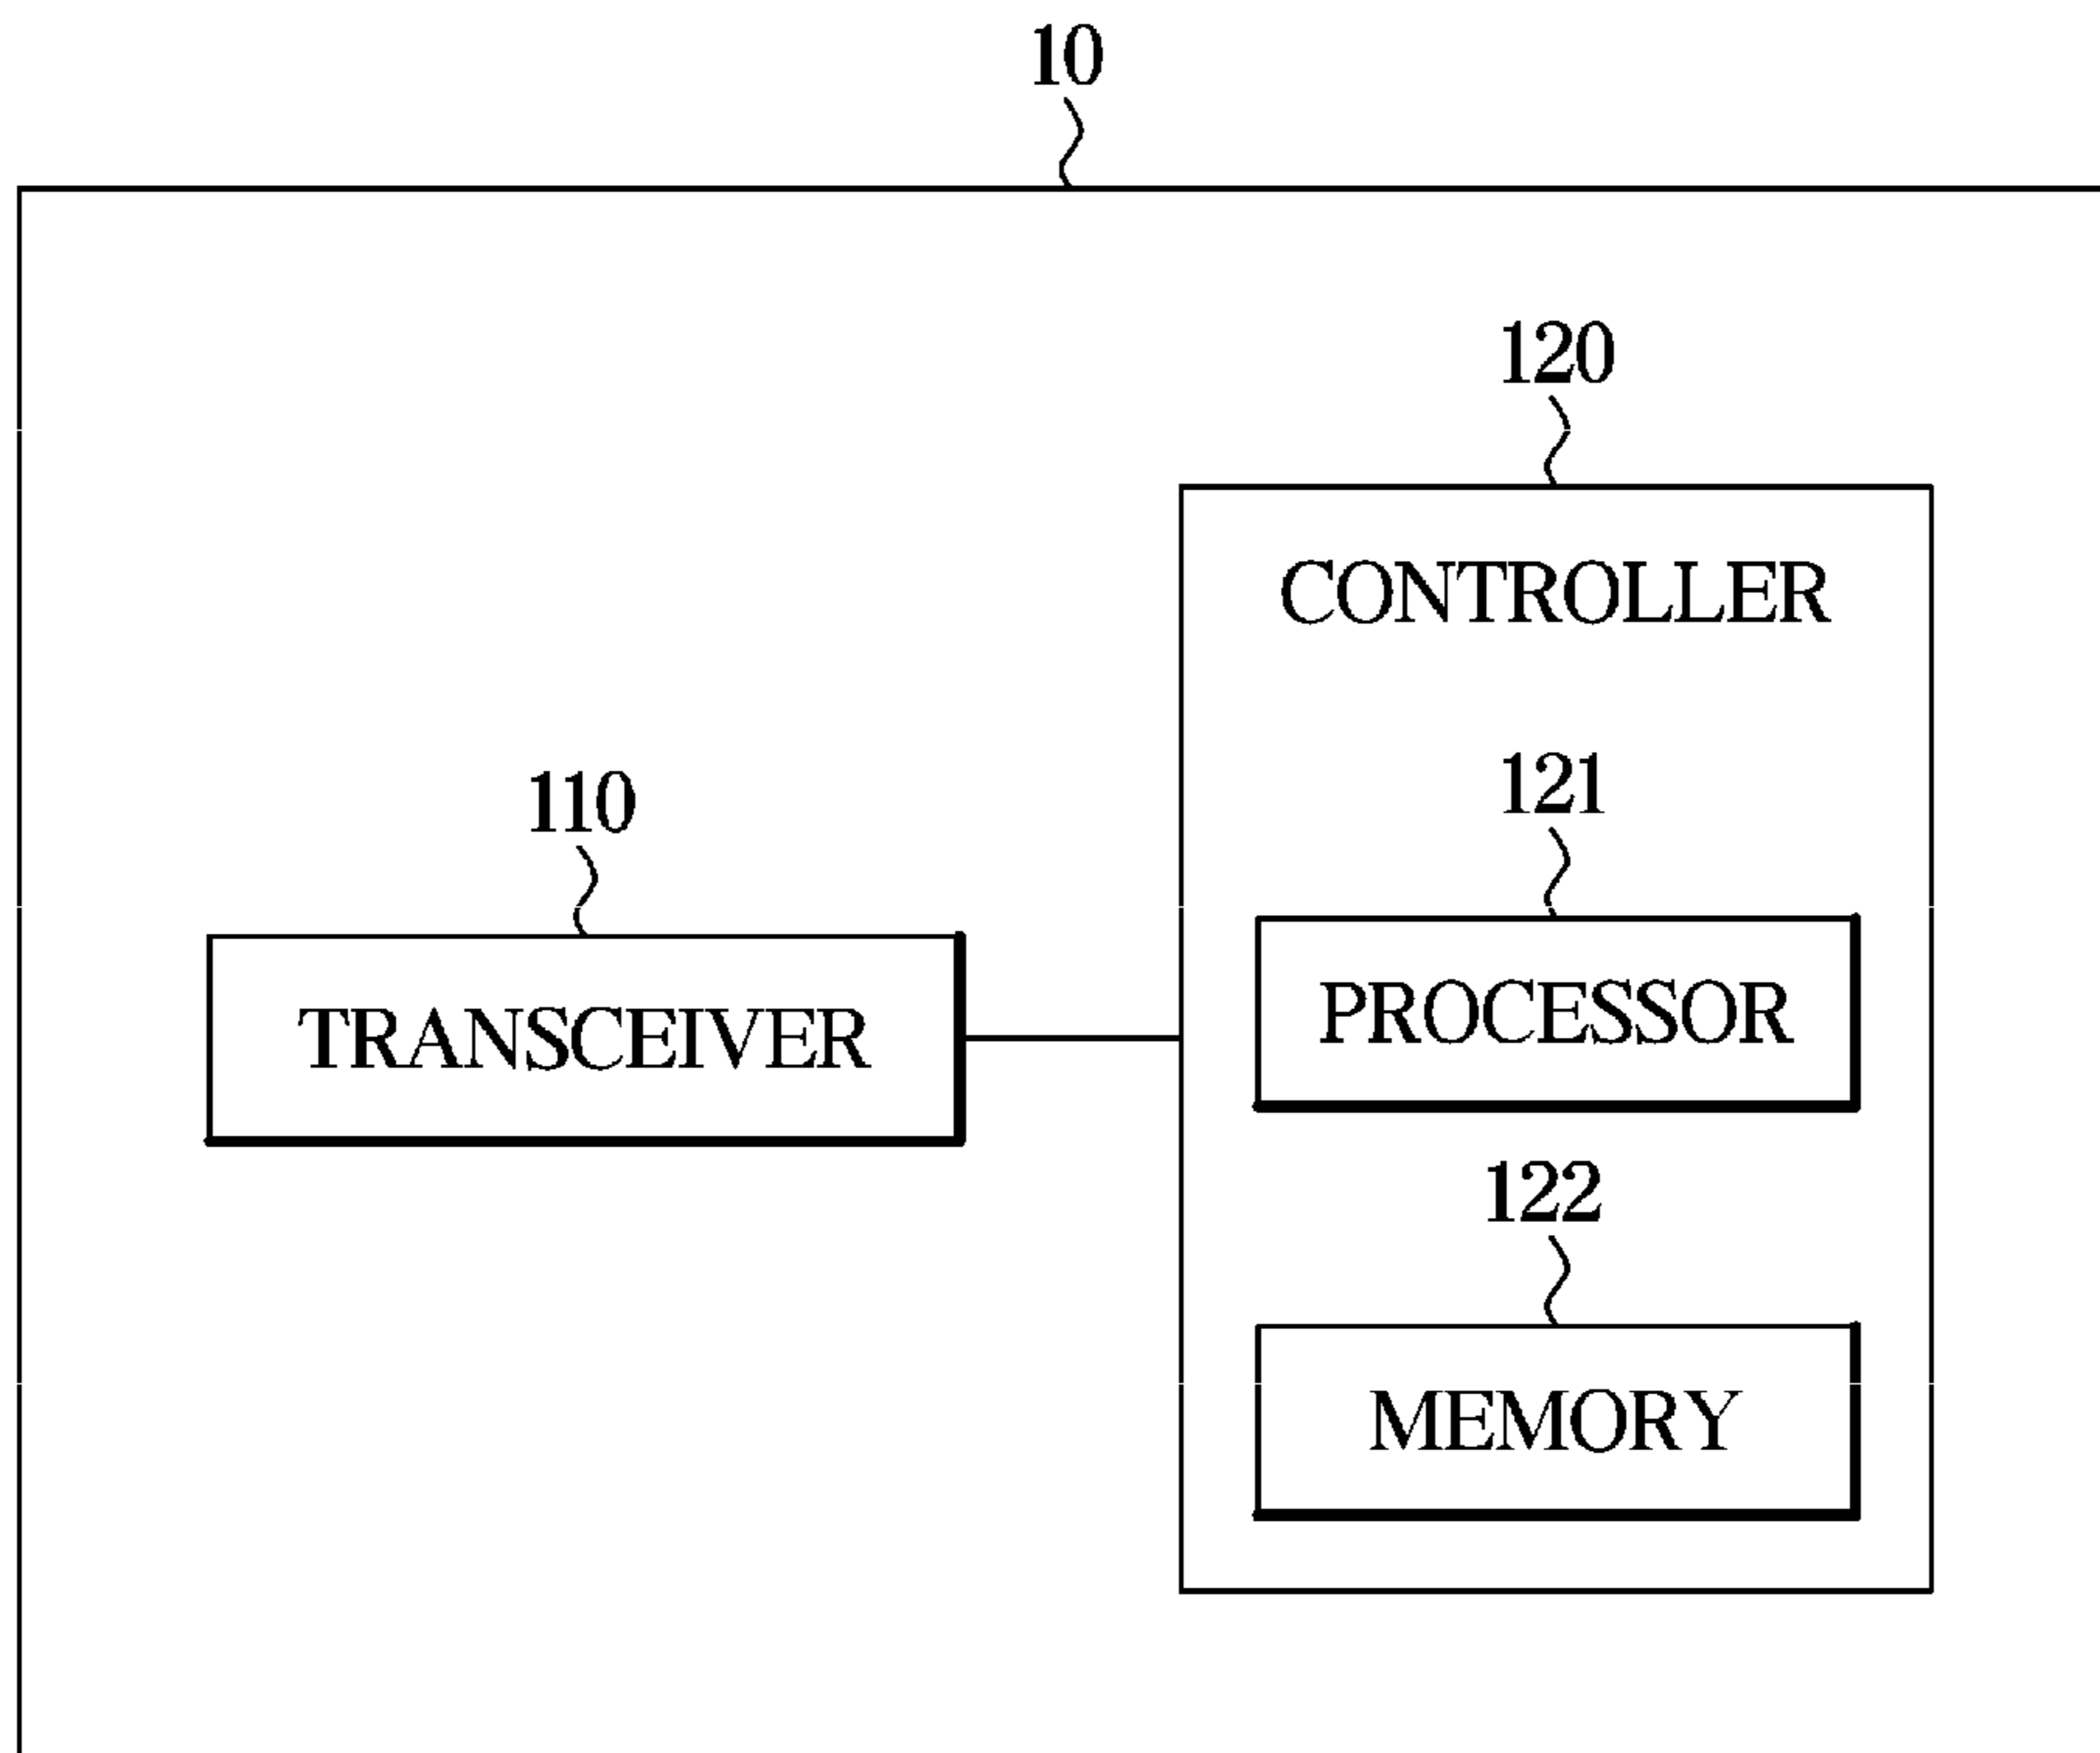 10
120
CONTROLLER
110
121
TRANSCEIVER
PROCESSOR
122
MEMORY